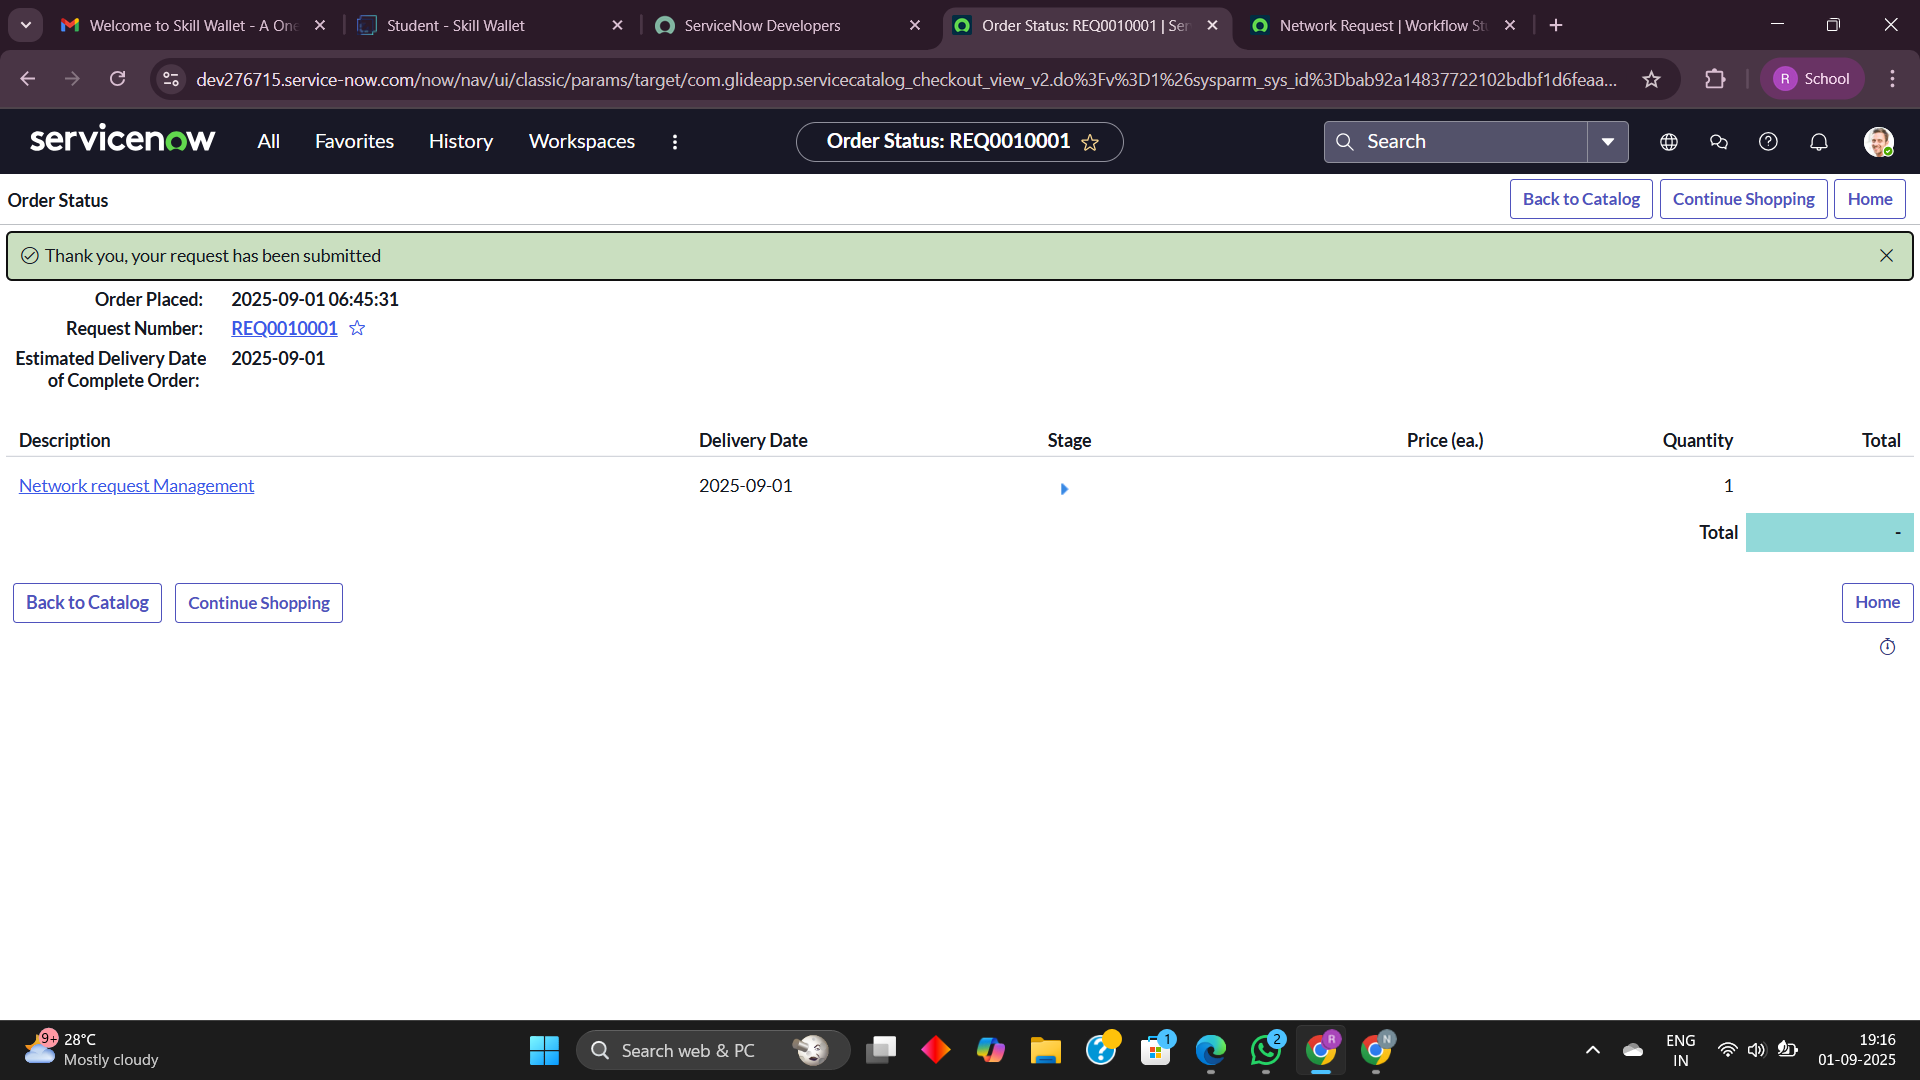 Welcome to Skill Wallet - A One
Student - Skill Wallet
ServiceNow Developers
Order Status: REQ0010001 | Ser
Network Request | Workflow St
dev276715.service-now.com/now/nav/ui/classic/params/target/com.glideapp.servicecatalog_checkout_view_v2.do%3Fv%3D1%26sysparm_sys_id%3Dbab92a14837722102bdbf1d6feaa...
R School
servicenow
All Favorites History Workspaces
Order Status: REQ0010001
Search
Order Status
Back to Catalog Continue Shopping Home
Thank you, your request has been submitted
Order Placed: 2025-09-01 06:45:31
Request Number: REQ0010001
Estimated Delivery Date 2025-09-01
of Complete Order:
Description Delivery Date Stage Price (ea.) Quantity Total
Network request Management 2025-09-01 1
Total -
Back to Catalog Continue Shopping Home
9+ 28°C
Mostly cloudy
Search web & PC
1
2
R
N
ENG
IN
19:16
01-09-2025